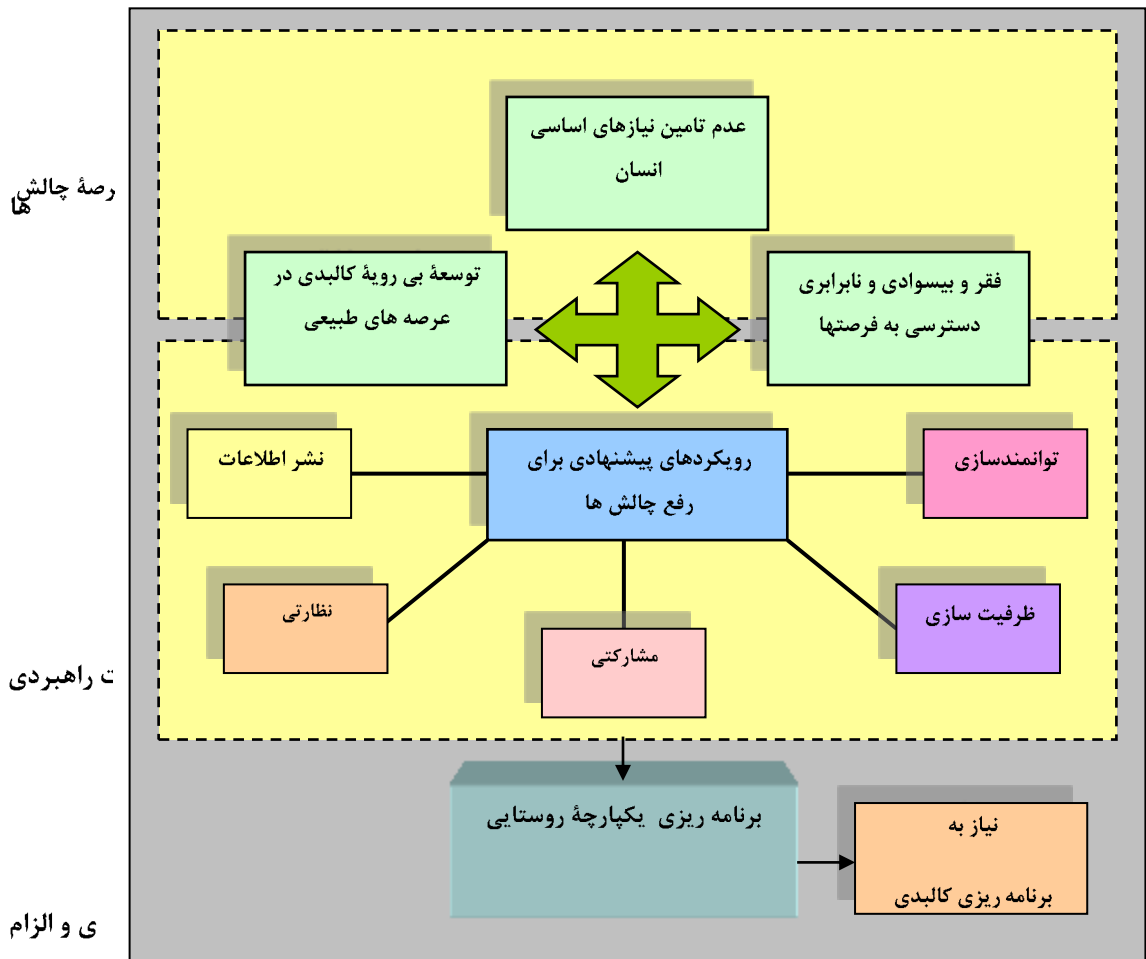 عدم تامین نیازهای اساسی
انسان
رصۀ چالش
ها
فقر و بیسوادی و نابرابری
دسترسی به فرصتها
توسعۀ بی رویۀ کالبدی در
عرصه های طبیعی
رویکردهای پیشنهادی برای
رفع چالش ها
توانمندسازی
نشر اطلاعات
ظرفیت سازی
نظارتی
مشارکتی
ت راهبردی
برنامه ریزی یکپارچۀ روستایی
نیاز به
برنامه ریزی کالبدی
ی و الزام